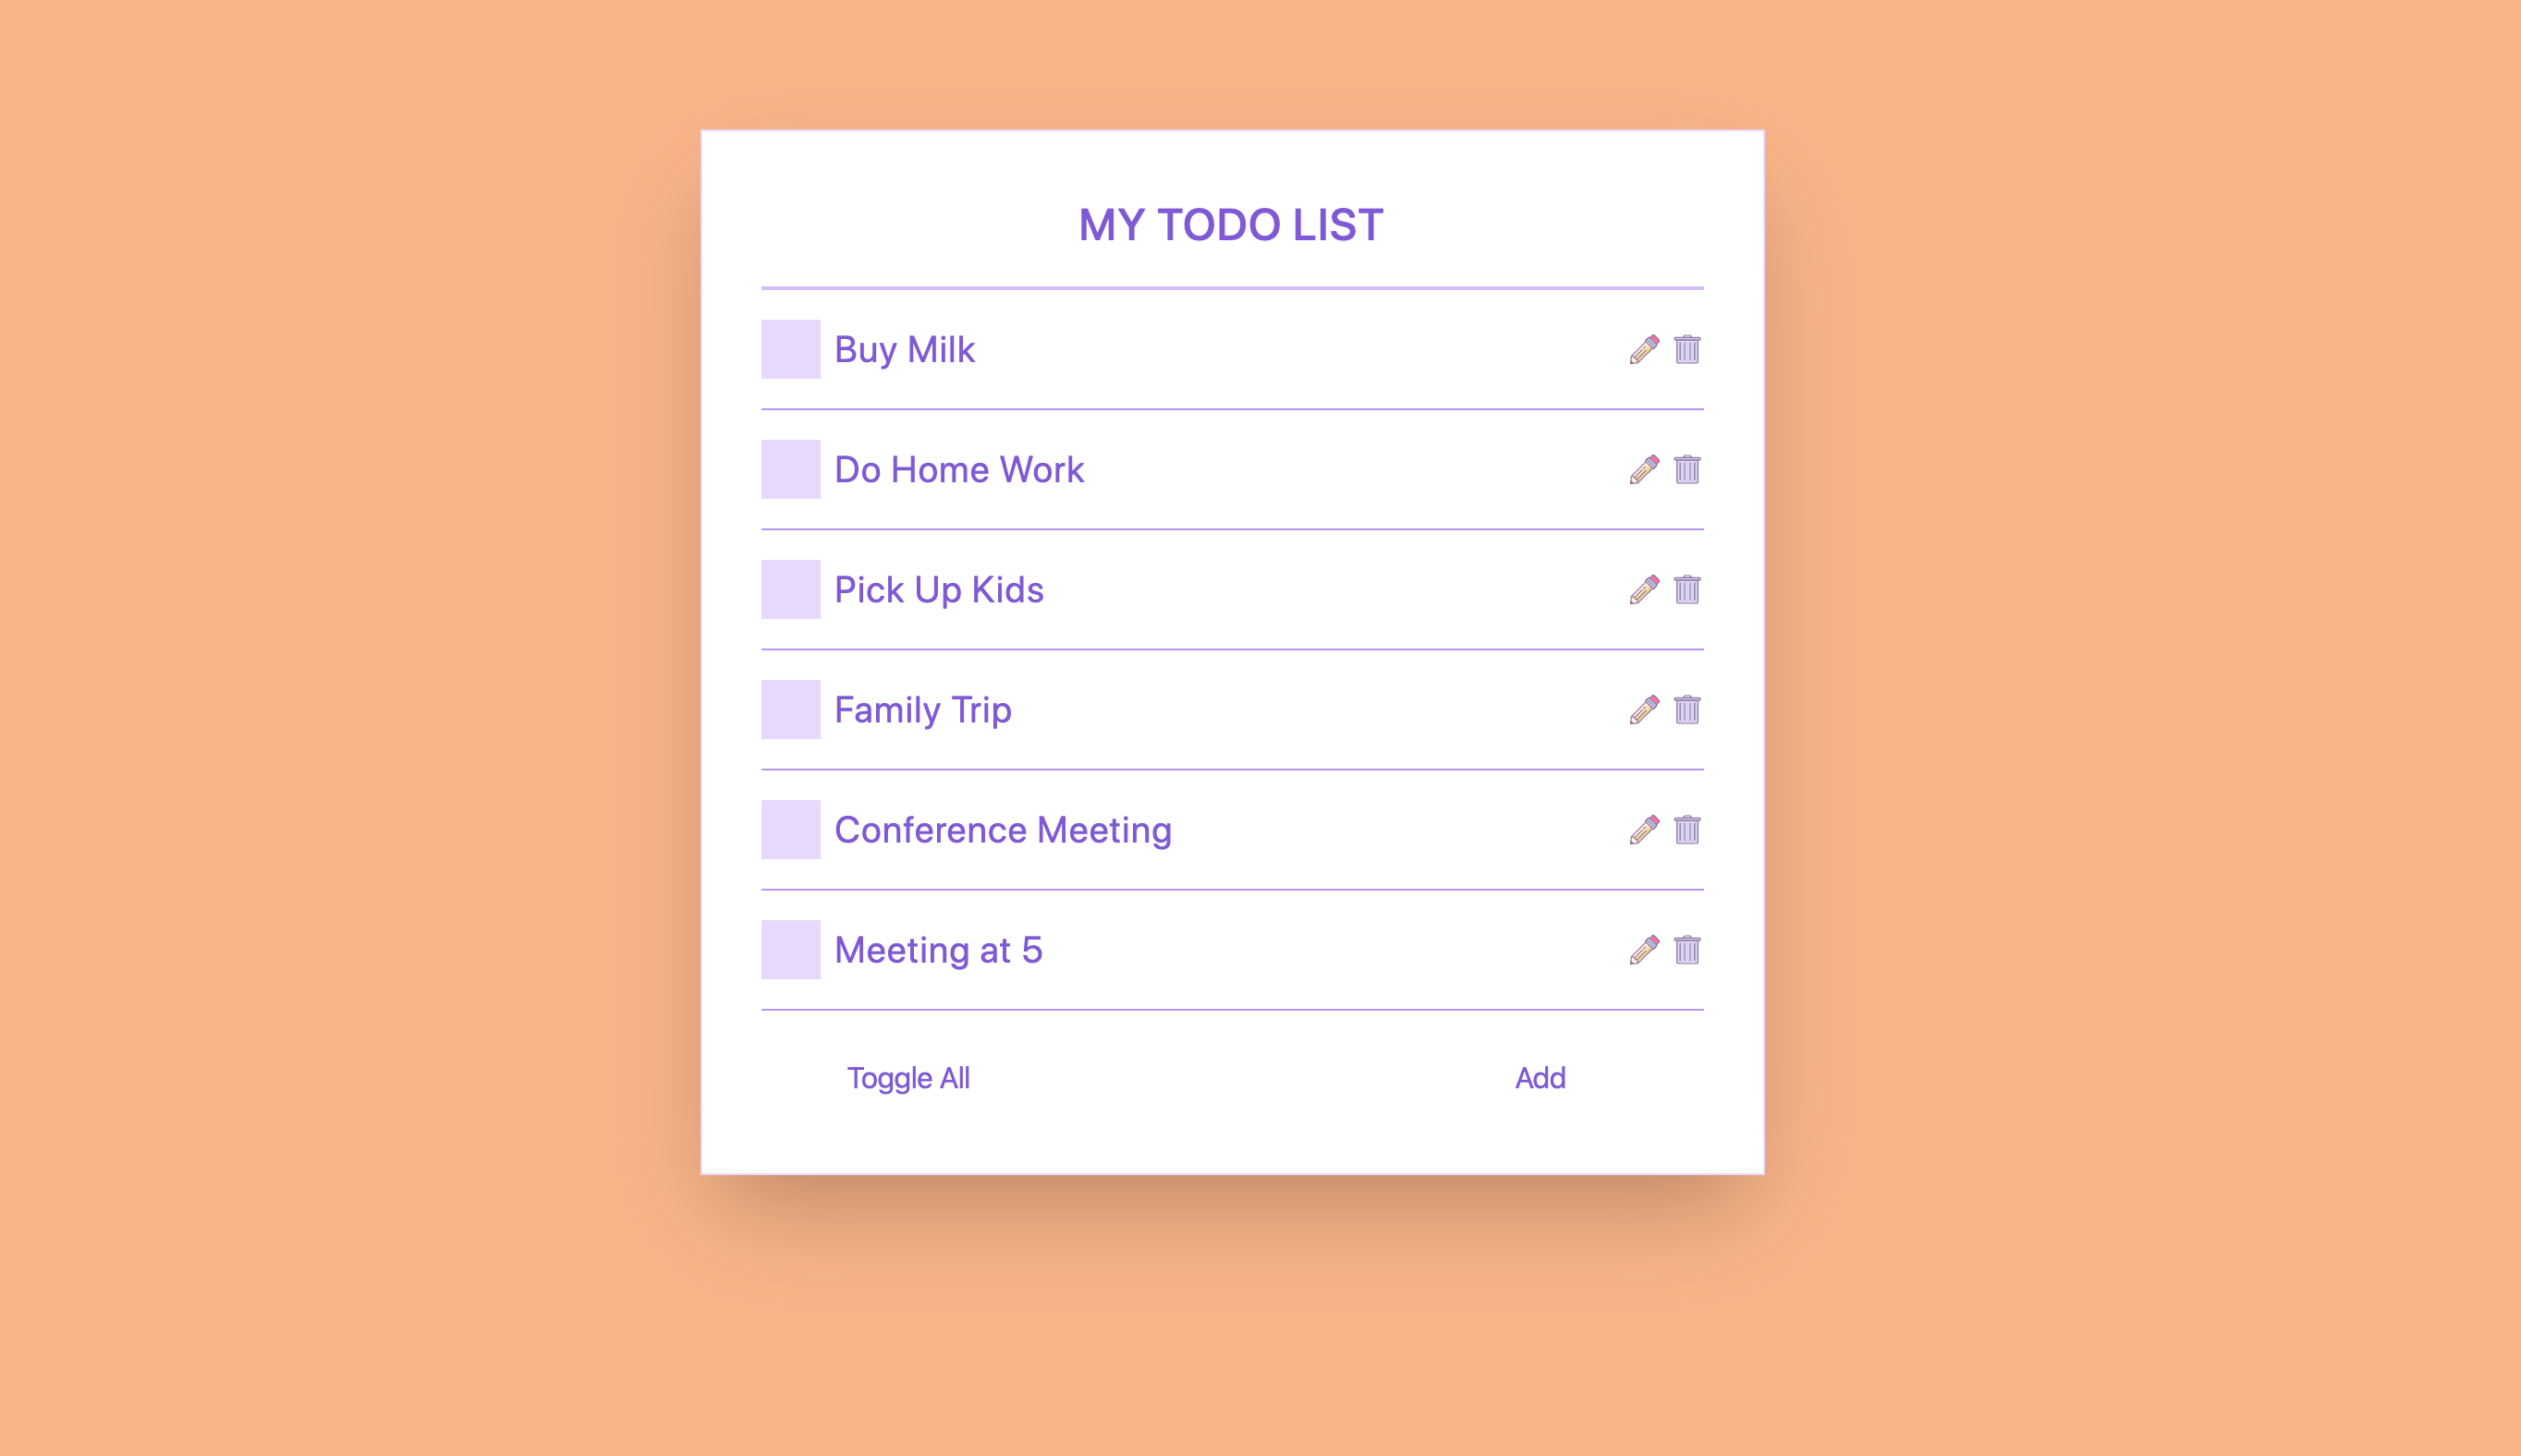 MY TODO LIST
Buy Milk
Do Home Work
Pick Up Kids
Family Trip
Conference Meeting
Meeting at 5
Toggle All
Add